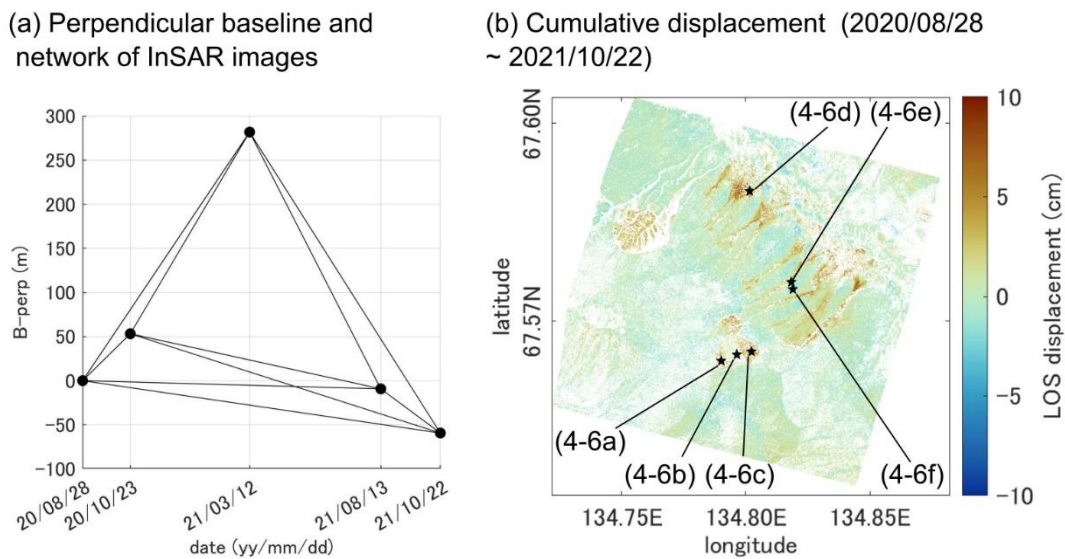 (a) Perpendicular baseline and
network of InSAR images
300
250
200
150
100
50
0
-50
-100
B-perp (m)
20/08/28
20/10/23
21/03/12
21/08/13
21/10/22
date (yy/mm/dd)
(b) Cumulative displacement (2020/08/28
~ 2021/10/22)
67.60N
67.57N
latitude
(4-6d)
(4-6e)
(4-6a)
(4-6b)
(4-6c)
(4-6f)
134.75E
134.80E
134.85E
longitude
10
5
0
-5
-10
LOS displacement (cm)